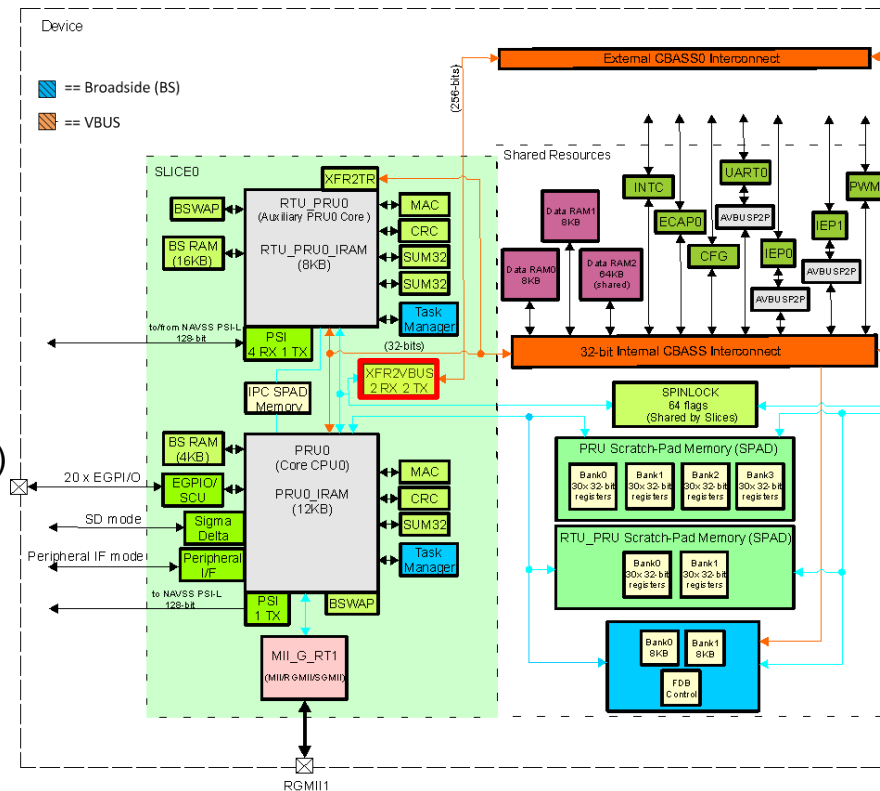 Device
== Broadside (BS)
== VBUS
External CBASS0 Interconnect
(256-bits)
SLICE0
Shared Resources
XFR2TR
RTU_PRU0
(Auxiliary PRU0 Core )
RTU_PRU0_IRAM
(8KB)
BSWAP
BS RAM
(16KB)
MAC
CRC
SUM32
SUM32
Task
Manager
to/from NAVSS PSI-L
128-bit
PSI
4 RX 1 TX
(32-bits)
XFR2VBUS
2 RX 2 TX
IPC SPAD
Memory
Data RAM0
8KB
Data RAM1
8KB
Data RAM2
64KB
(shared)
INTC
ECAP0
CFG
UART0
AVBUSP2P
IEP0
AVBUSP2P
IEP1
AVBUSP2P
PWM
32-bit Internal CBASS Interconnect
SPINLOCK
64 flags
(Shared by Slices)
PRU0
(Core CPU0)
PRU0_IRAM
(12KB)
BS RAM
(4KB)
EGPIO/
SCU
Sigma
Delta
Peripheral
I/F
MAC
CRC
SUM32
Task
Manager
)
20 x EGPI/O
SD mode
Peripheral IF mode
to NAVSS PSI-L
128-bit
PSI
1 TX
BSWAP
PRU Scratch-Pad Memory (SPAD)
Bank0
30x 32-bit
registers
Bank1
30x 32-bit
registers
Bank2
30x 32-bit
registers
Bank3
30x 32-bit
registers
RTU_PRU Scratch-Pad Memory (SPAD)
Bank0
30x 32-bit
registers
Bank1
30x 32-bit
registers
Bank0
8KB
Bank1
8KB
FDB
Control
MII_G_RT1
(MII/RGMII/SGMII)
RGMII1